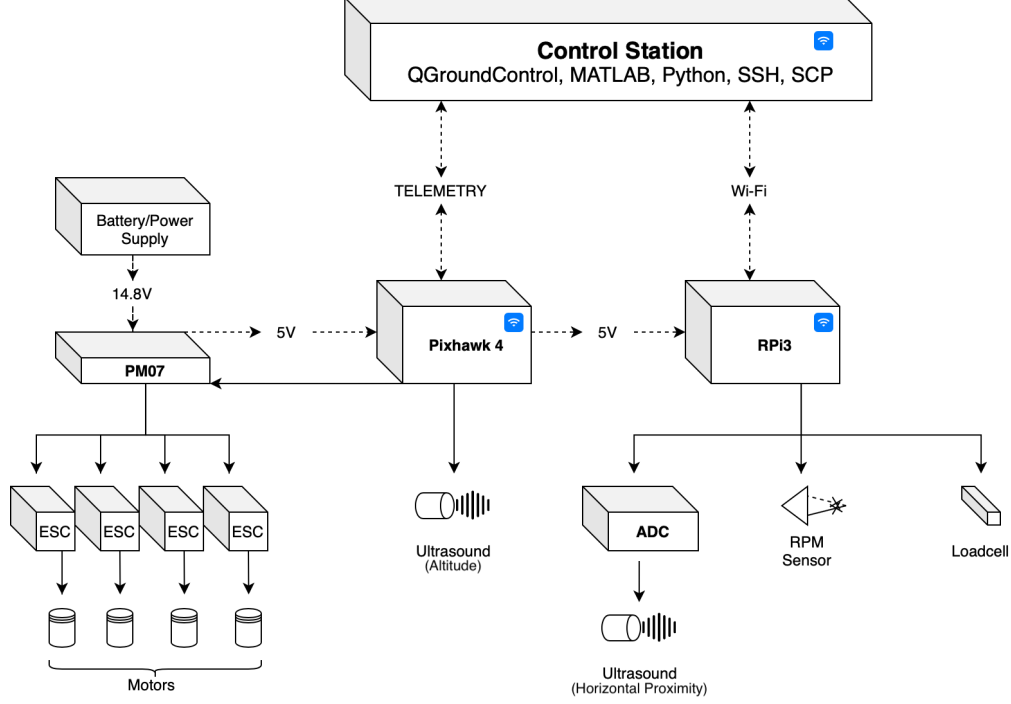 Control Station
QGroundControl, MATLAB, Python, SSH, SCP
TELEMETRY
Wi-Fi
Battery/Power
Supply
14.8V
5V
5V
PM07
Pixhawk 4
RPi3
ESC
ESC
ESC
ESC
Motors
Ultrasound
(Altitude)
ADC
RPM
Sensor
Loadcell
Ultrasound
(Horizontal Proximity)